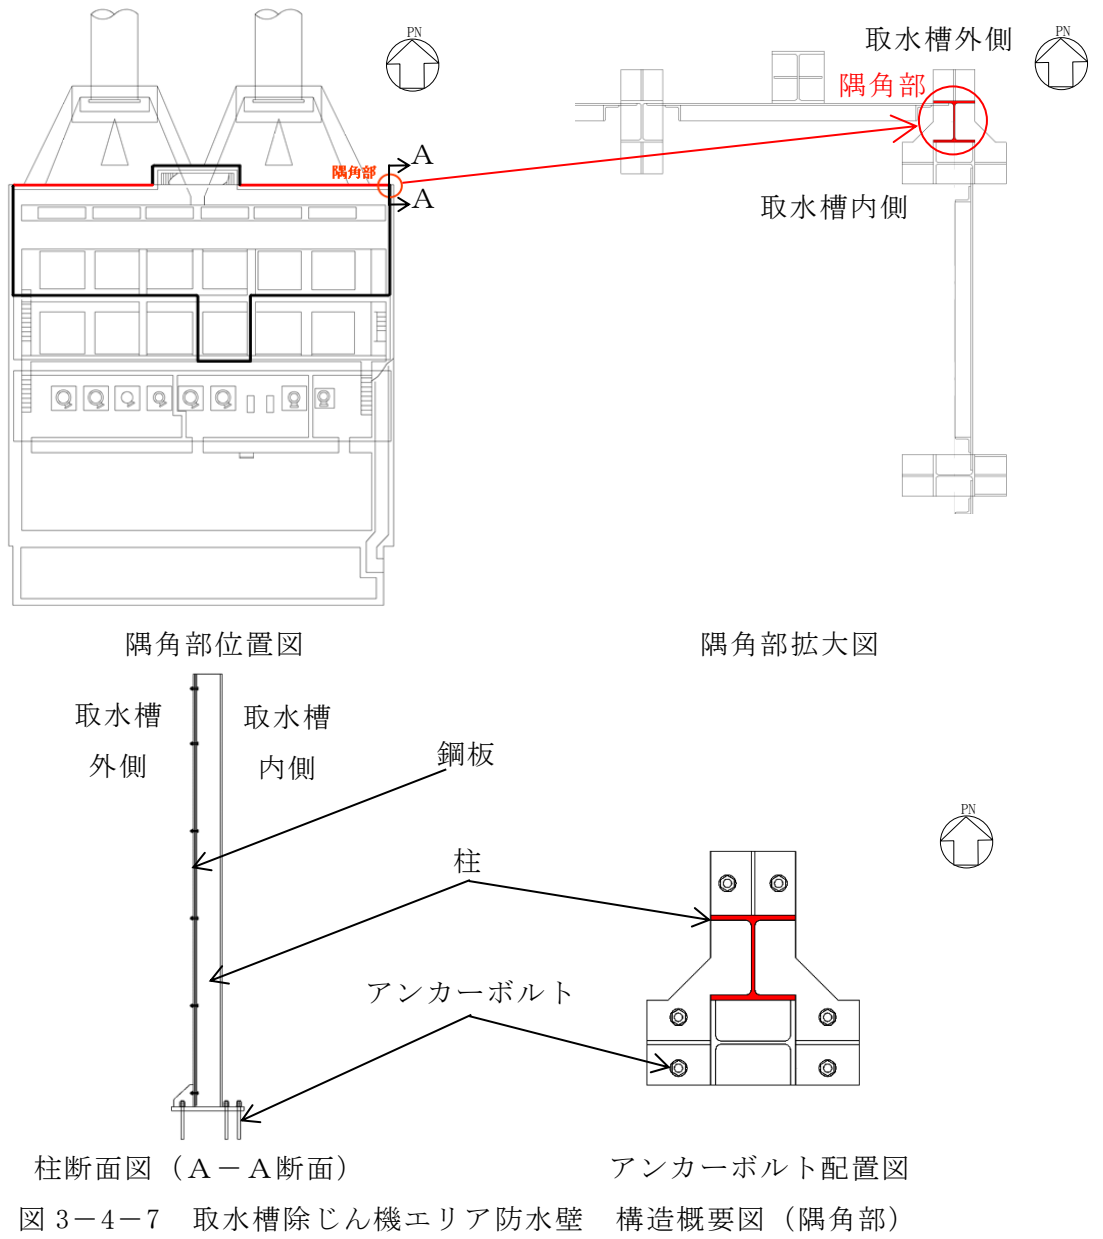 PN
取水槽外側
PN
隅角部
A
隅角部
A
取水槽内側
隅角部位置図
隅角部拡大図
取水槽
外側
取水槽
内側
鋼板
PN
柱
アンカーボルト
柱断面図（A－A断面）
アンカーボルト配置図
図 3－4－7　取水槽除じん機エリア防水壁　構造概要図（隅角部）